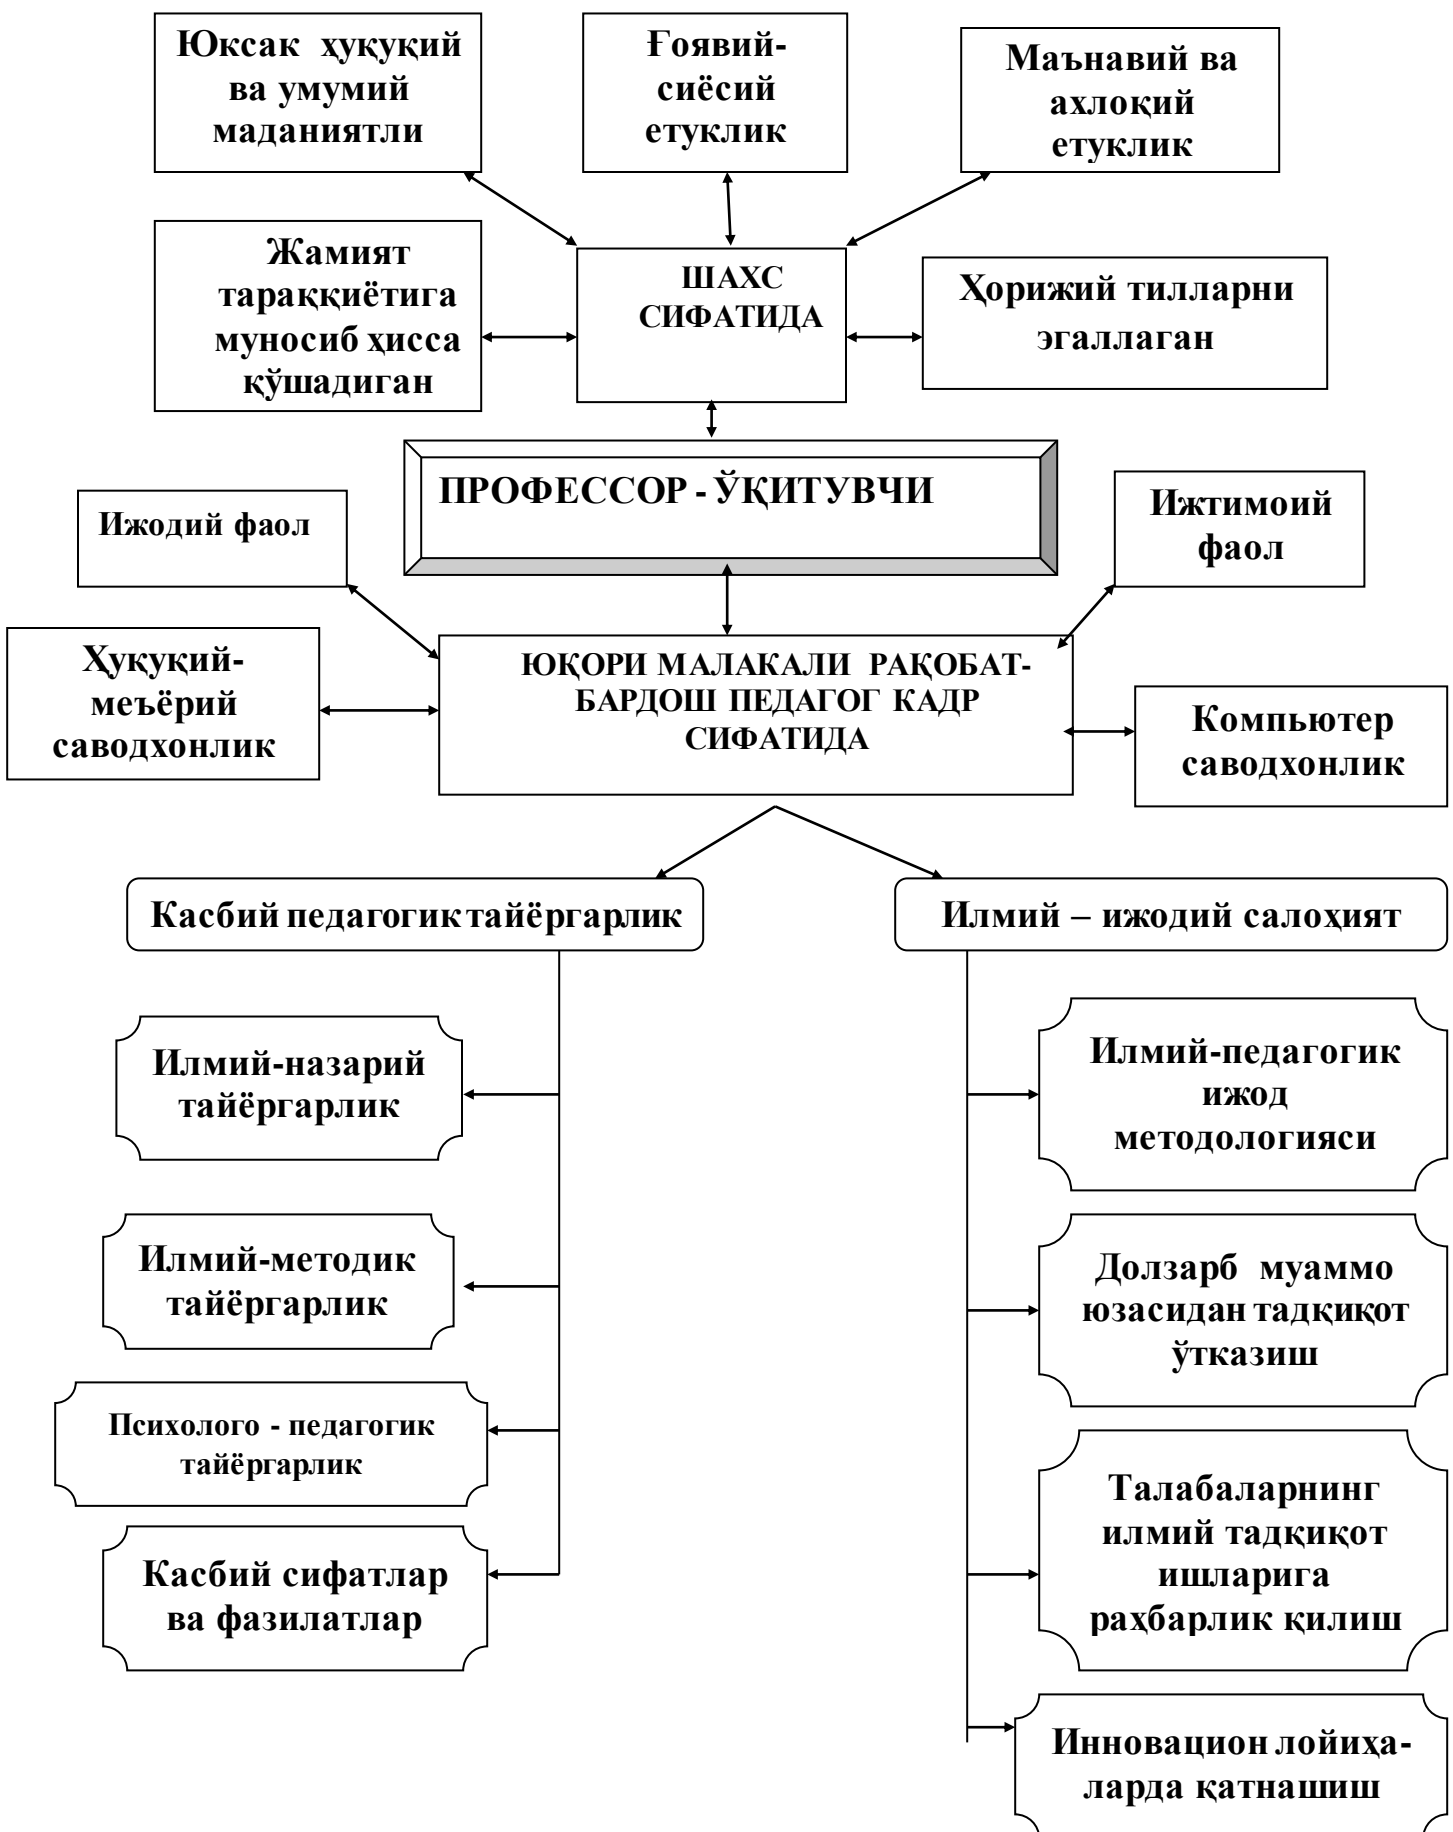 Юксак ҳуқуқий
ва умумий
маданиятли
Ғоявий-
сиёсий
етуклик
Маънавий ва
ахлоқий
етуклик
Жамият
тараққиётига
муносиб ҳисса
қўшадиган
ШАХС
СИФАТИДА
Ҳорижий тилларни
эгаллаган
ПРОФЕССОР - ЎҚИТУВЧИ
Ижодий фаол
Ижтимоий
фаол
Ҳуқуқий-
меъёрий
саводхонлик
ЮҚОРИ МАЛАКАЛИ РАҚОБАТ-
БАРДОШ ПЕДАГОГ КАДР
СИФАТИДА
Компьютер
саводхонлик
Касбий педагогик тайёргарлик
Илмий – ижодий салоҳият
Илмий-назарий
тайёргарлик
Илмий-методик
тайёргарлик
Психолого - педагогик
тайёргарлик
Касбий сифатлар
ва фазилатлар
Илмий-педагогик
ижод
методологияси
Долзарб муаммо
юзасидан тадқиқот
ўтказиш
Талабаларнинг
илмий тадқиқот
ишларига
раҳбарлик қилиш
Инновацион лойиҳа-
ларда қатнашиш